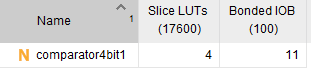 Name 1 Slice LUTs Bonded IOB
(17600) (100)
N comparator4bit1 4 11